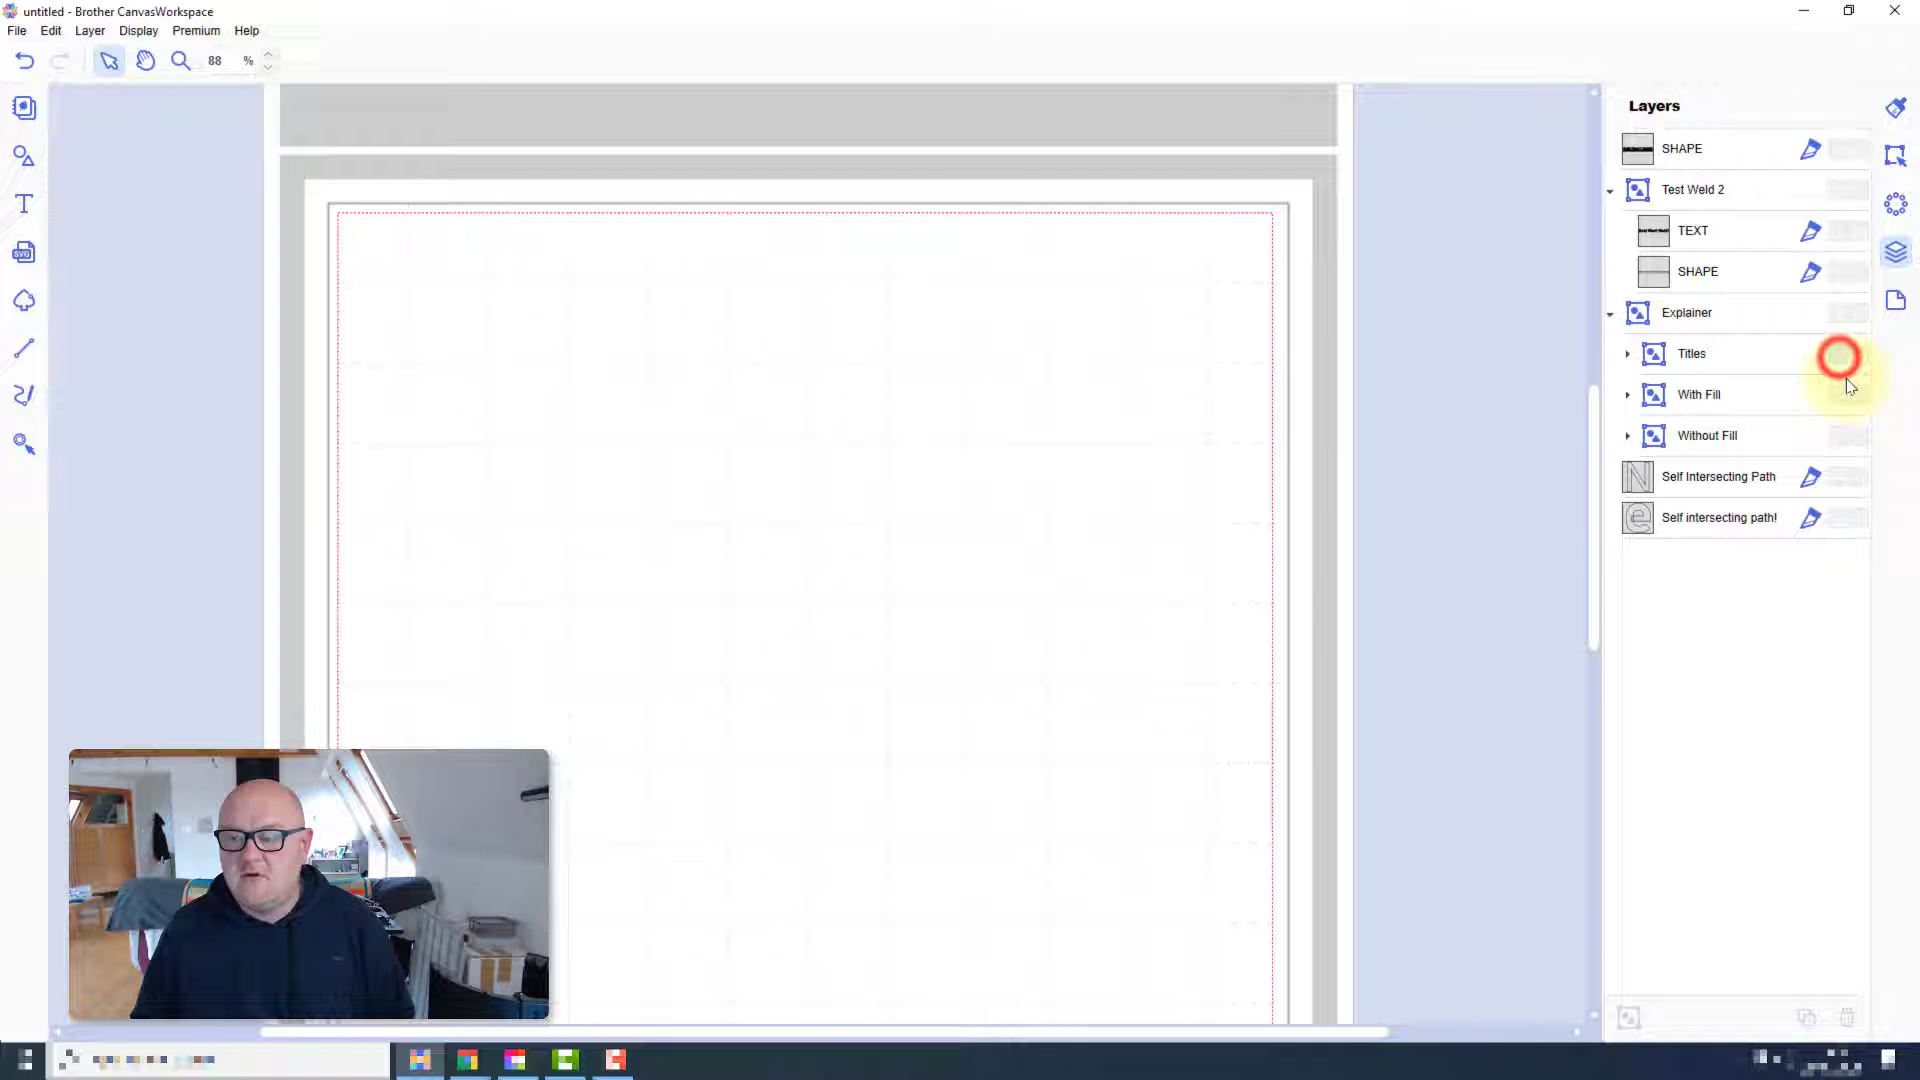 untitled - Brother CanvasWorkspace
File Edit Layer Display Premium Help
88 %
Layers
SHAPE
Test Weld 2
TEXT
SHAPE
Explainer
Titles
With Fill
Without Fill
Self Intersecting Path
Self intersecting path!
T
SVG